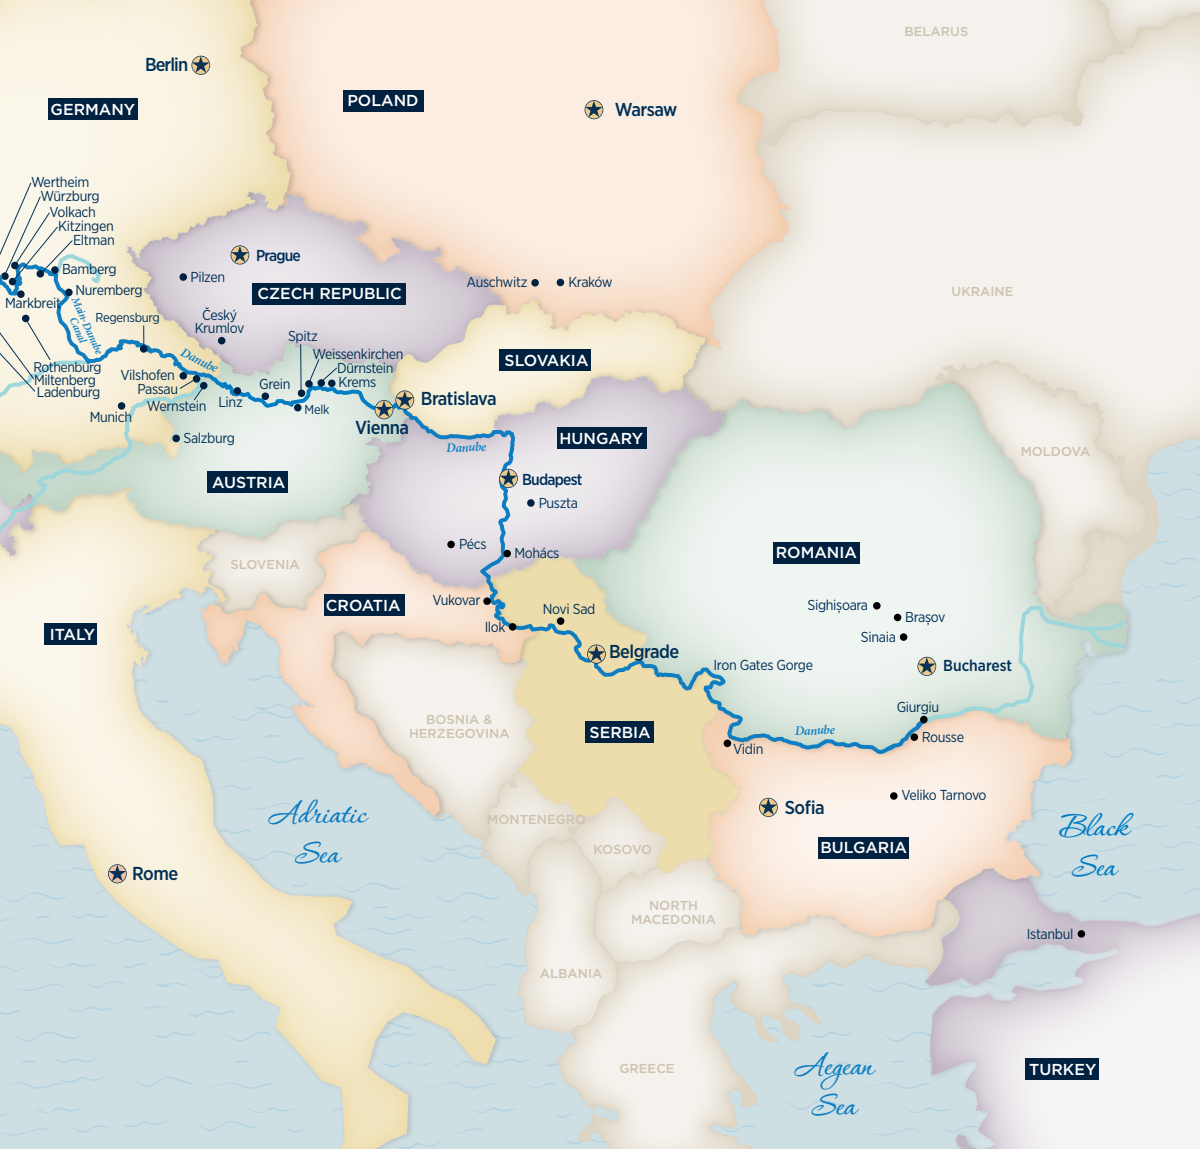 BELARUS
Berlin
GERMANY
POLAND
Warsaw
Wertheim
Würzburg
Volkach
Kitzingen
Eltman
Bamberg
Nuremberg
Markbreit
Main-Danube
Canal
Regensburg
Rothenburg
Miltenberg
Ladenburg
Munich
Prague
Pilzen
CZECH REPUBLIC
Český
Krumlov
Auschwitz
Kraków
UKRAINE
Danube
Vilshofen
Passau
Wernstein
Linz
Grein
Spitz
Weissenkirchen
Dürnstein
Krems
Melk
SLOVAKIA
Bratislava
Vienna
Salzburg
AUSTRIA
Danube
HUNGARY
MOLDOVA
Budapest
Puszta
Pécs
Mohács
ROMANIA
SLOVENIA
CROATIA
Vukovar
Ilok
Novi Sad
ITALY
Belgrade
Iron Gates Gorge
Sighișoara
Brașov
Sinaia
Bucharest
Giurgiu
Rousse
BOSNIA &
HERZEGOVINA
SERBIA
Danube
Vidin
Veliko Tarnovo
Sofia
BULGARIA
Adriatic
Sea
MONTENEGRO
KOSOVO
Black
Sea
Rome
NORTH
MACEDONIA
Istanbul
ALBANIA
GREECE
Aegean
Sea
TURKEY